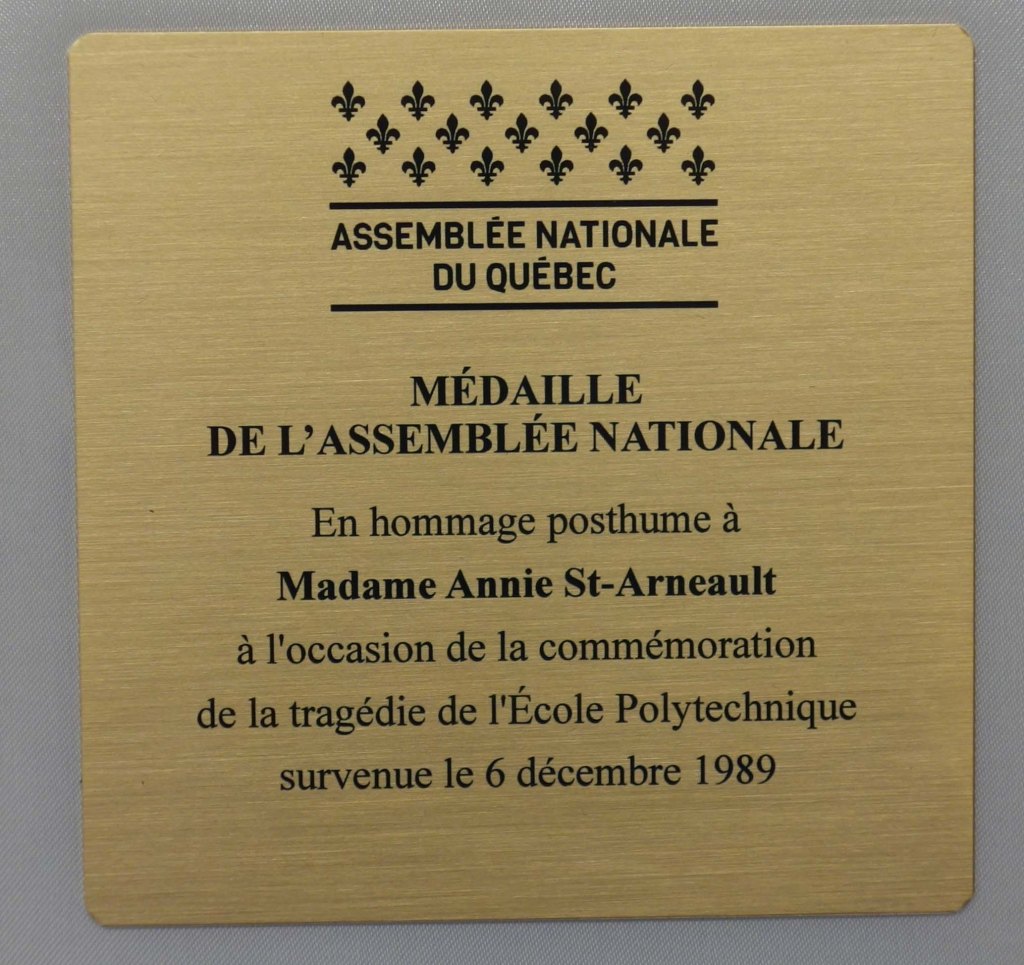 ASSEMBLÉE NATIONALE
DU QUÉBEC
MÉDAILLE
DE L'ASSEMBLÉE NATIONALE
En hommage posthume à
Madame Annie St-Arneault
à l'occasion de la commémoration
de la tragédie de l'École Polytechnique
survenue le 6 décembre 1989